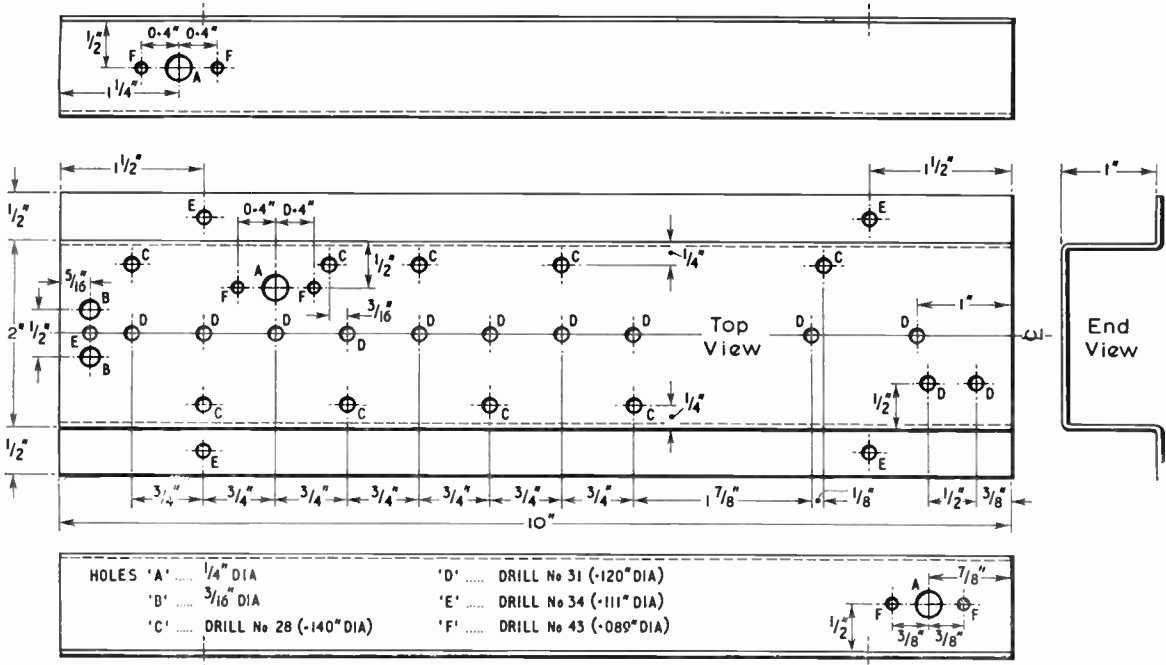 0·4" 0·4"
1/2"
F F
A
1 1/4"
1 1/2" 1 1/2"
1/2"
E E
0·4" 0·4"
C C C C C
A
F F
1/2"
1/4"
5/16"
B
3/16"
1"
2" 1/2"
D D D D D D D D D D
E
B
Top
View
1"
End
View
D D
1/2"
C C C C
1/4"
1/2"
E E
3/4" 3/4" 3/4" 3/4" 3/4" 3/4" 3/4" 1 7/8" 1/8" 1/2" 3/8"
10"
HOLES 'A' .... 1/4" DIA
'B' .... 3/16" DIA
'C' .... DRILL No 28 (·140" DIA)
'D' .... DRILL No 31 (·120" DIA)
'E' .... DRILL No 34 (·111" DIA)
'F' .... DRILL No 43 (·089" DIA)
7/8"
A
F F
1/2"
3/8" 3/8"